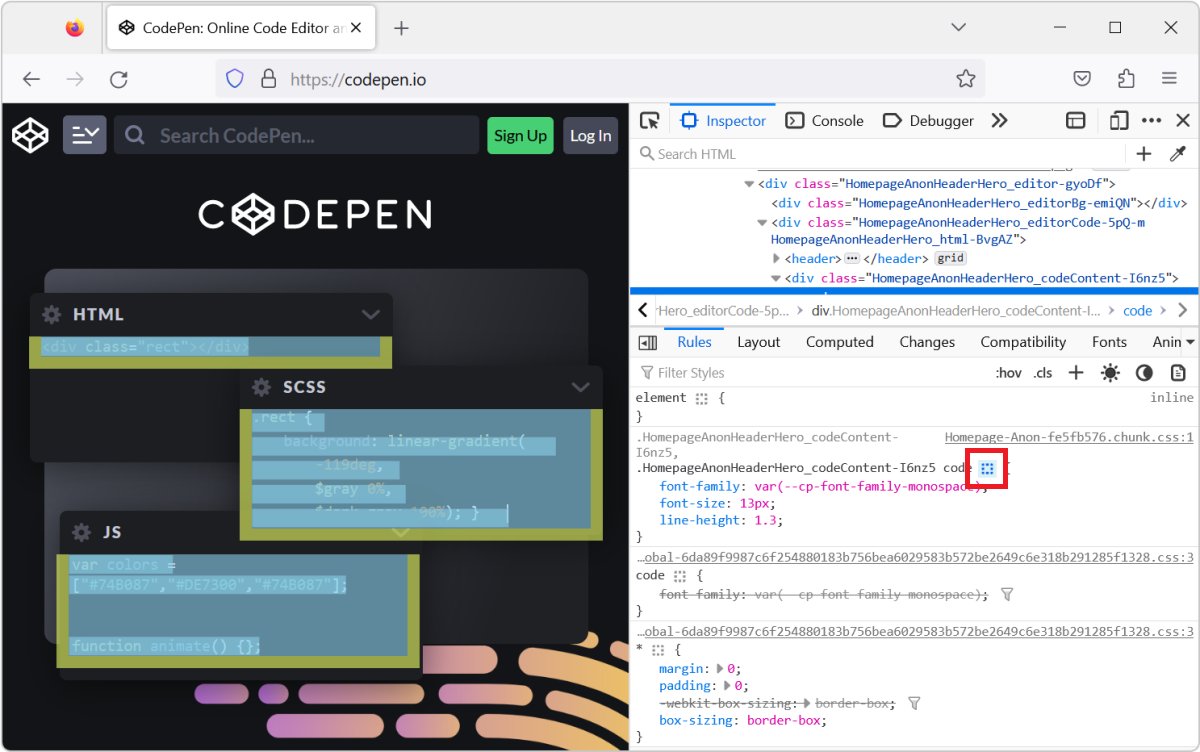 CodePen: Online Code Editor an
https://codepen.io
Search CodePen...
Sign Up
Log In
CODEPEN
HTML
<div class="rect"></div>
SCSS
.rect {
background: linear-gradient(
-119deg,
$gray 0%,
$dark-gray 100%); }
JS
var colors =
["#74B087","#DE7300","#74B087"];
function animate() {};
Inspector
Console
Debugger
Search HTML
<div class="HomepageAnonHeaderHero_editor-gyoDf">
<div class="HomepageAnonHeaderHero_editorBg-emiQN"></div>
<div class="HomepageAnonHeaderHero_editorCode-5pQ-m
HomepageAnonHeaderHero_html-BvgAZ">
<header> ••• </header> grid
<div class="HomepageAnonHeaderHero_codeContent-I6nz5">
Hero_editorCode-5p... > div.HomepageAnonHeaderHero_codeContent-I... > code >
Rules
Layout
Computed
Changes
Compatibility
Fonts
Anin
Filter Styles
:hov
.cls
element { inline
}
.HomepageAnonHeaderHero_codeContent- Homepage-Anon-fe5fb576.chunk.css:1
I6nz5,
.HomepageAnonHeaderHero_codeContent-I6nz5 code {
font-family: var(--cp-font-family-monospace);
font-size: 13px;
line-height: 1.3;
}
…obal-6da89f9987c6f254880183b756bea6029583b572be2649c6e318b291285f1328.css:3
code {
font-family: var(--cp-font-family-monospace);
}
…obal-6da89f9987c6f254880183b756bea6029583b572be2649c6e318b291285f1328.css:3
* {
margin: 0;
padding: 0;
-webkit-box-sizing: border-box;
box-sizing: border-box;
}